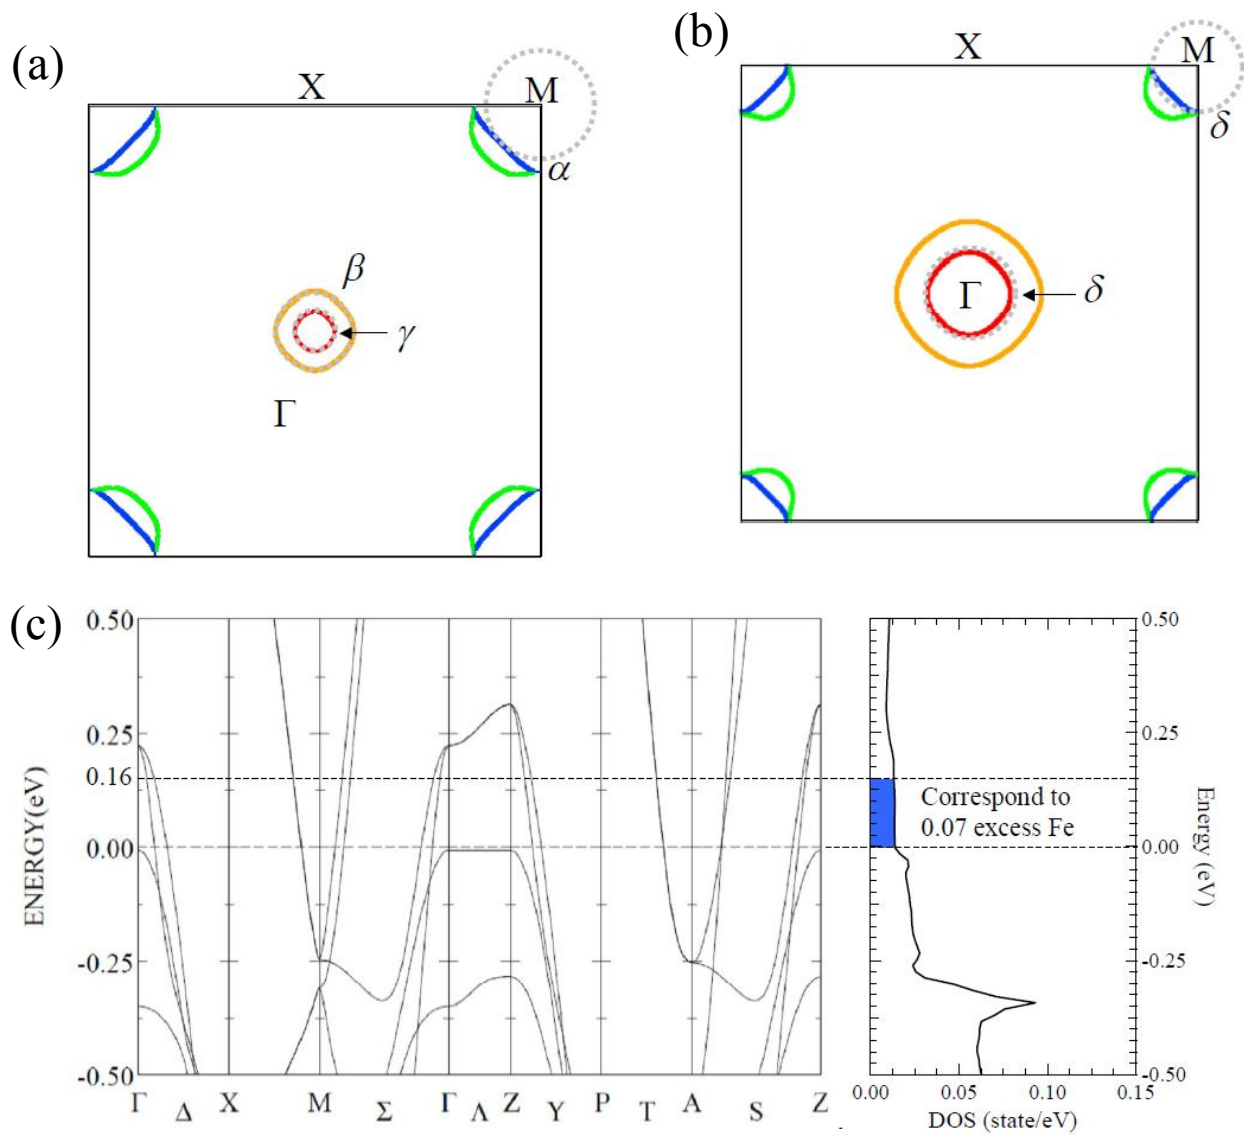 (a)
X
M
α
β
γ
Γ
(b)
X
M
δ
Γ
δ
(c)
ENERGY(eV)
0.50
0.25
0.16
0.00
-0.25
-0.50
Γ Δ X M Σ Γ Λ Z Y P T A S Z
Correspond to
0.07 excess Fe
0.50
0.25
0.00
-0.25
-0.50
Energy (eV)
0.00 0.05 0.10 0.15
DOS (state/eV)